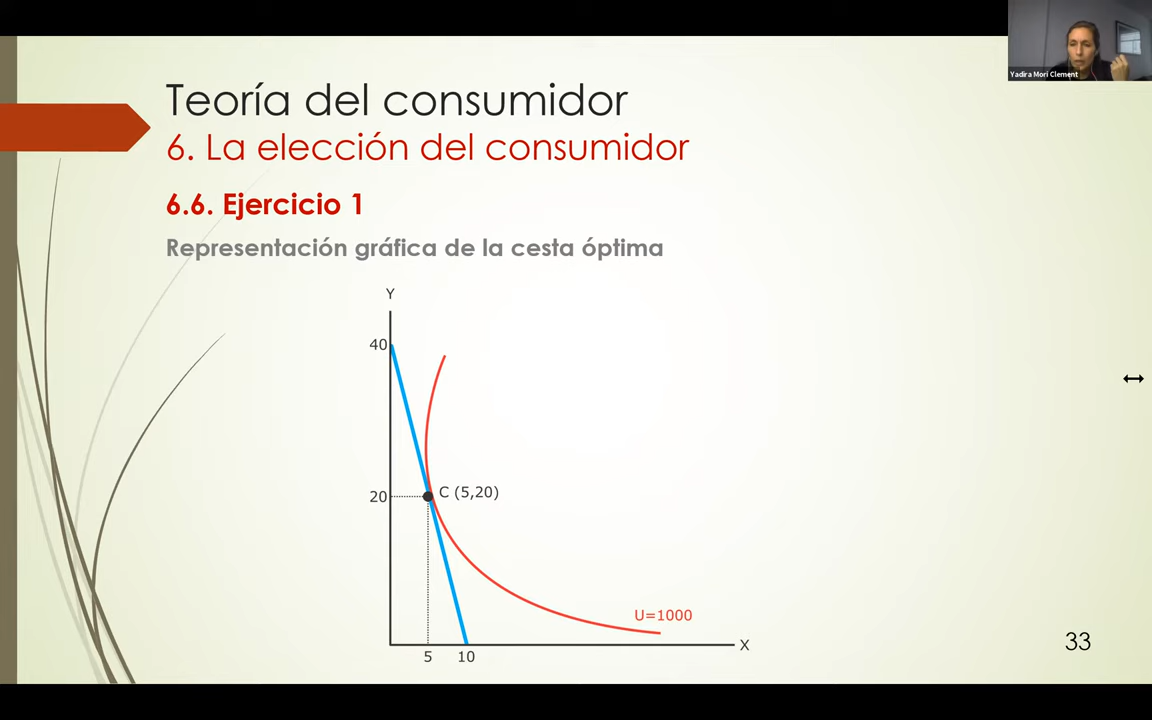 Yadira Mori Clement
Teoría del consumidor
6. La elección del consumidor
6.6. Ejercicio 1
Representación gráfica de la cesta óptima
Y
40
20
C (5,20)
U=1000
X
5 10
33